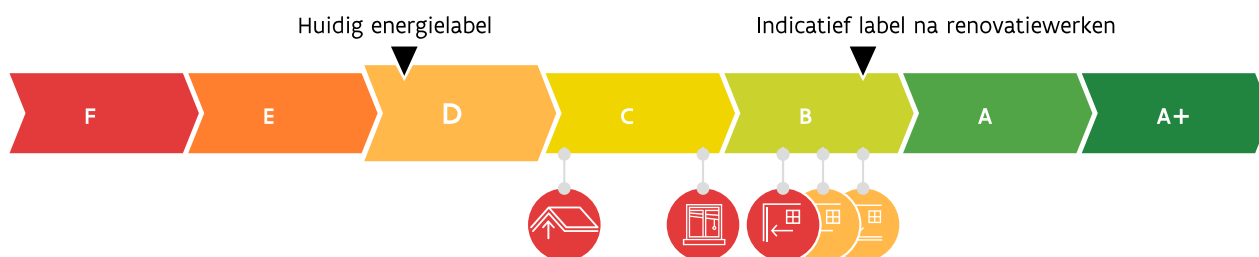 Huidig energielabel
Indicatief label na renovatiewerken
F
E
D
C
B
A
A+